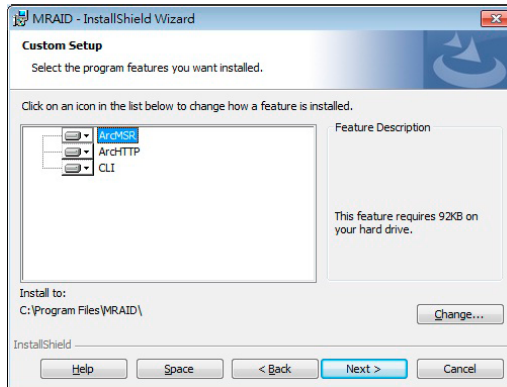 MRAID - InstallShield Wizard
Custom Setup
Select the program features you want installed.
Click on an icon in the list below to change how a feature is installed.
ArcMSR
ArcHTTP
CLI
Feature Description
This feature requires 92KB on
your hard drive.
Install to:
C:\Program Files\MRAID\
Change...
InstallShield
Help
Space
< Back
Next >
Cancel